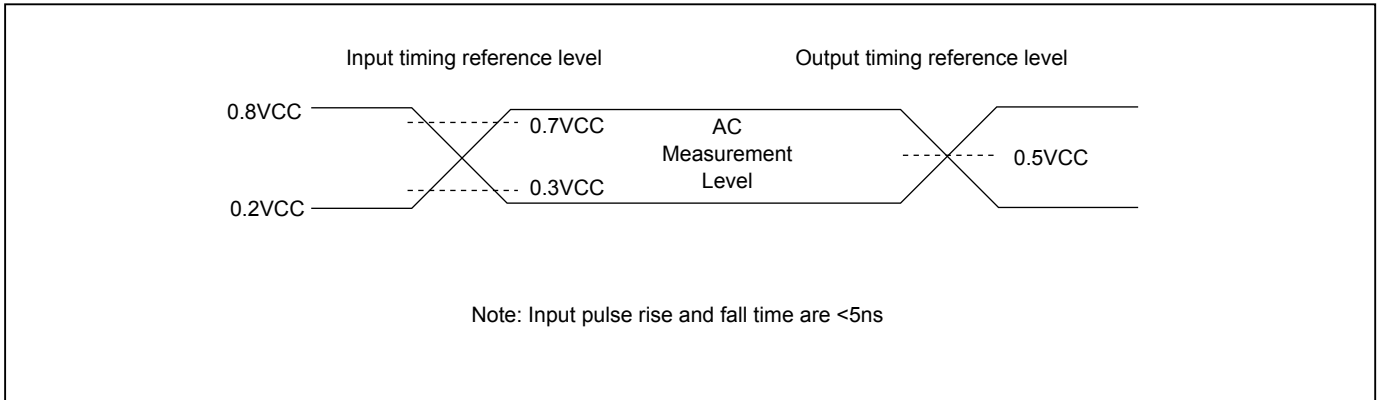 Input timing reference level
Output timing reference level
0.8VCC
0.7VCC
AC
Measurement
Level
0.5VCC
0.3VCC
0.2VCC
Note: Input pulse rise and fall time are <5ns